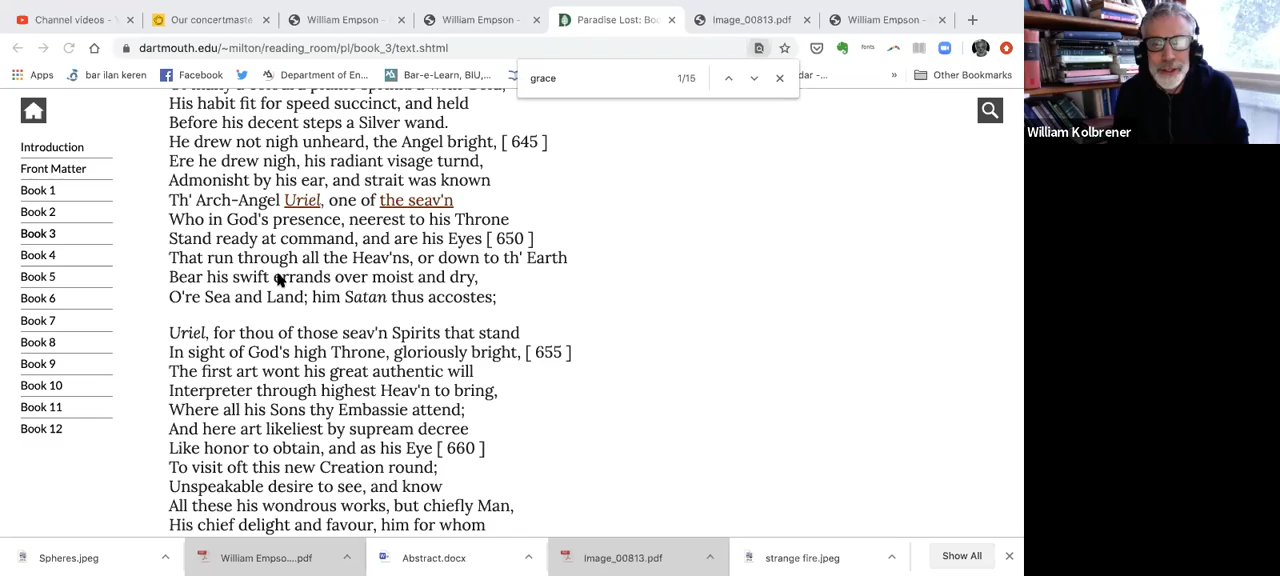 Channel videos -
Our concertmaste
William Empson -
William Empson -
Paradise Lost: Boo
Image_00813.pdf
William Empson -
dartmouth.edu/~milton/reading_room/pl/book_3/text.shtml
fonts
Apps
bar ilan keren
Facebook
Department of En...
Bar-e-Learn, BIU,...
dar -...
»
Other Bookmarks
grace
1/15
William Kolbrener
His habit fit for speed succinct, and held
Before his decent steps a Silver wand.
He drew not nigh unheard, the Angel bright, [ 645 ]
Ere he drew nigh, his radiant visage turnd,
Admonisht by his ear, and strait was known
Th' Arch-Angel Uriel, one of the seav'n
Who in God's presence, neerest to his Throne
Stand ready at command, and are his Eyes [ 650 ]
That run through all the Heav'ns, or down to th' Earth
Bear his swift errands over moist and dry,
O're Sea and Land; him Satan thus accostes;
Uriel, for thou of those seav'n Spirits that stand
In sight of God's high Throne, gloriously bright, [ 655 ]
The first art wont his great authentic will
Interpreter through highest Heav'n to bring,
Where all his Sons thy Embassie attend;
And here art likeliest by supream decree
Like honor to obtain, and as his Eye [ 660 ]
To visit oft this new Creation round;
Unspeakable desire to see, and know
All these his wondrous works, but chiefly Man,
His chief delight and favour, him for whom
Introduction
Front Matter
Book 1
Book 2
Book 3
Book 4
Book 5
Book 6
Book 7
Book 8
Book 9
Book 10
Book 11
Book 12
Spheres.jpeg
William Empso....pdf
Abstract.docx
Image_00813.pdf
strange fire.jpeg
Show All